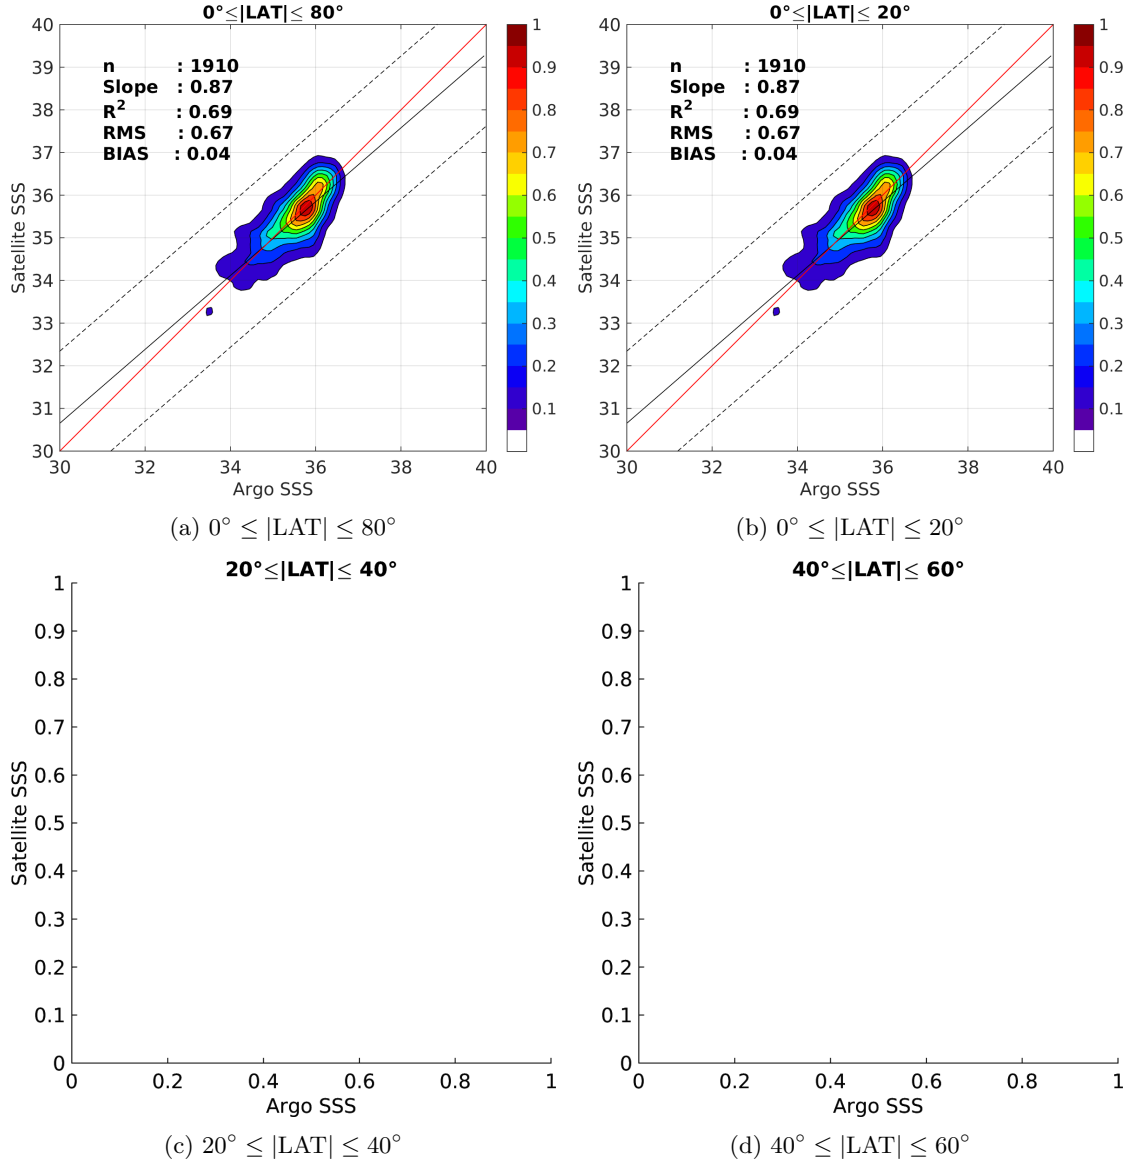 0°≤|LAT|≤ 80°
40
39
38
37
36
35
34
33
32
31
30
30 32 34 36 38 40
Satellite SSS
Argo SSS
n : 1910
Slope : 0.87
R² : 0.69
RMS : 0.67
BIAS : 0.04
1
0.9
0.8
0.7
0.6
0.5
0.4
0.3
0.2
0.1
(a) 0° ≤ |LAT| ≤ 80°
0°≤|LAT|≤ 20°
40
39
38
37
36
35
34
33
32
31
30
30 32 34 36 38 40
Satellite SSS
Argo SSS
n : 1910
Slope : 0.87
R² : 0.69
RMS : 0.67
BIAS : 0.04
1
0.9
0.8
0.7
0.6
0.5
0.4
0.3
0.2
0.1
(b) 0° ≤ |LAT| ≤ 20°
20°≤|LAT|≤ 40°
1
0.9
0.8
0.7
0.6
0.5
0.4
0.3
0.2
0.1
0
0 0.2 0.4 0.6 0.8 1
Satellite SSS
Argo SSS
(c) 20° ≤ |LAT| ≤ 40°
40°≤|LAT|≤ 60°
1
0.9
0.8
0.7
0.6
0.5
0.4
0.3
0.2
0.1
0
0 0.2 0.4 0.6 0.8 1
Satellite SSS
Argo SSS
(d) 40° ≤ |LAT| ≤ 60°